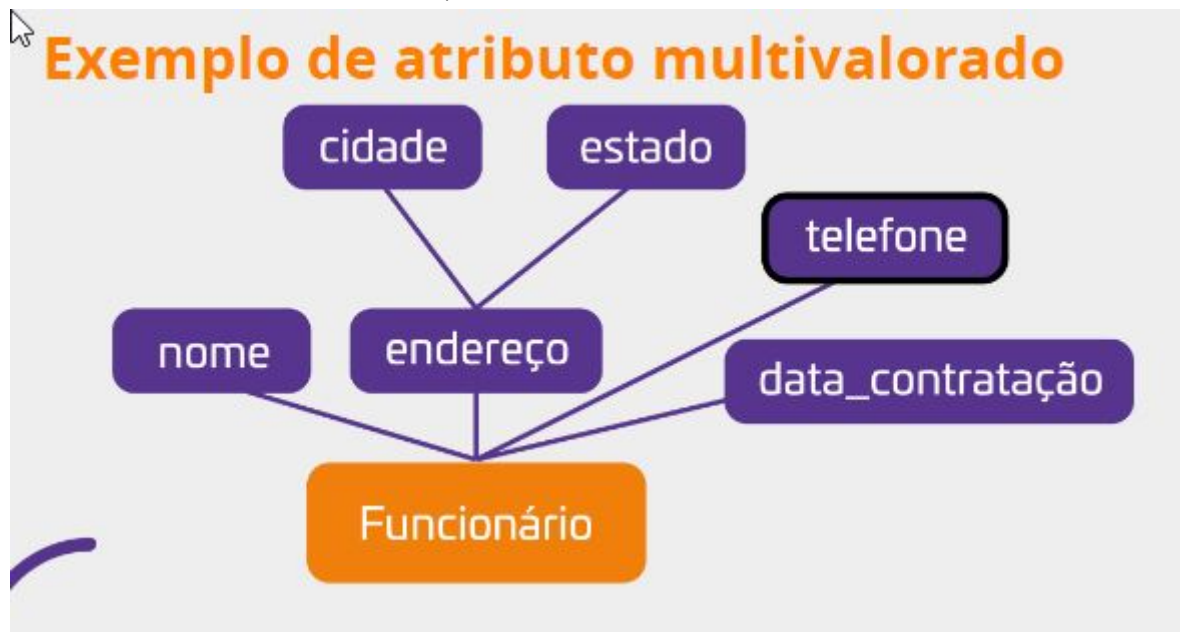 Exemplo de atributo multivalorado
cidade
estado
telefone
nome
endereço
data_contratação
Funcionário